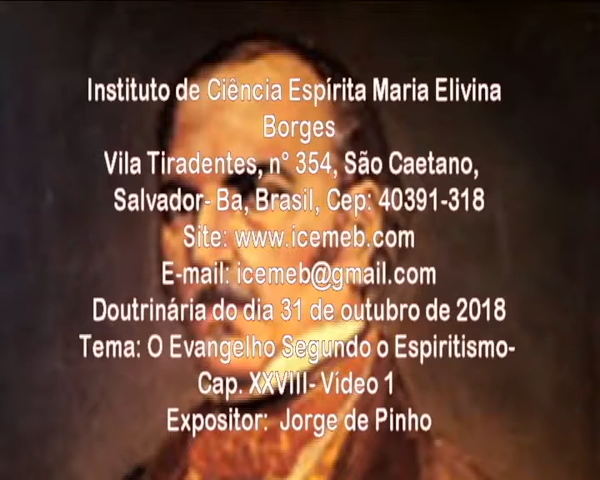 Instituto de Ciência Espírita Maria Elivina
Borges
Vila Tiradentes, n° 354, São Caetano,
Salvador- Ba, Brasil, Cep: 40391-318
Site: www.icemeb.com
E-mail: icemeb@gmail.com
Doutrinária do dia 31 de outubro de 2018
Tema: O Evangelho Segundo o Espiritismo-
Cap. XXVIII- Vídeo 1
Expositor: Jorge de Pinho